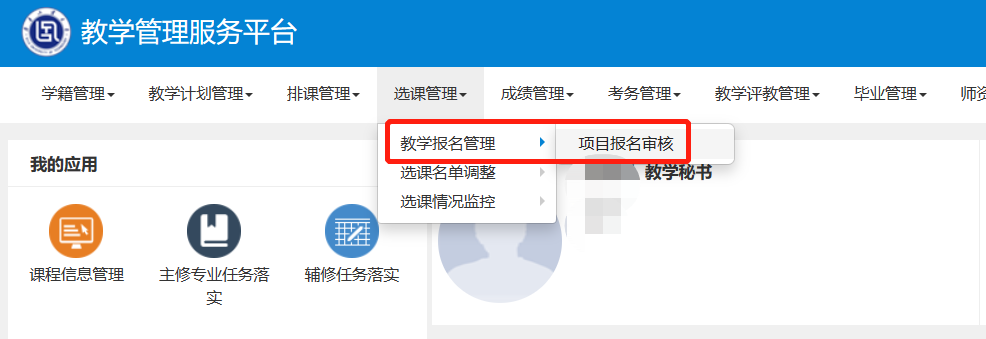 教学管理服务平台
学籍管理 教学计划管理 排课管理 选课管理 成绩管理 考务管理 教学评教管理 毕业管理 师资
教学报名管理 项目报名审核
我的应用
选课名单调整 教学秘书
选课情况监控
课程信息管理 主修专业任务落 辅修任务落实
实